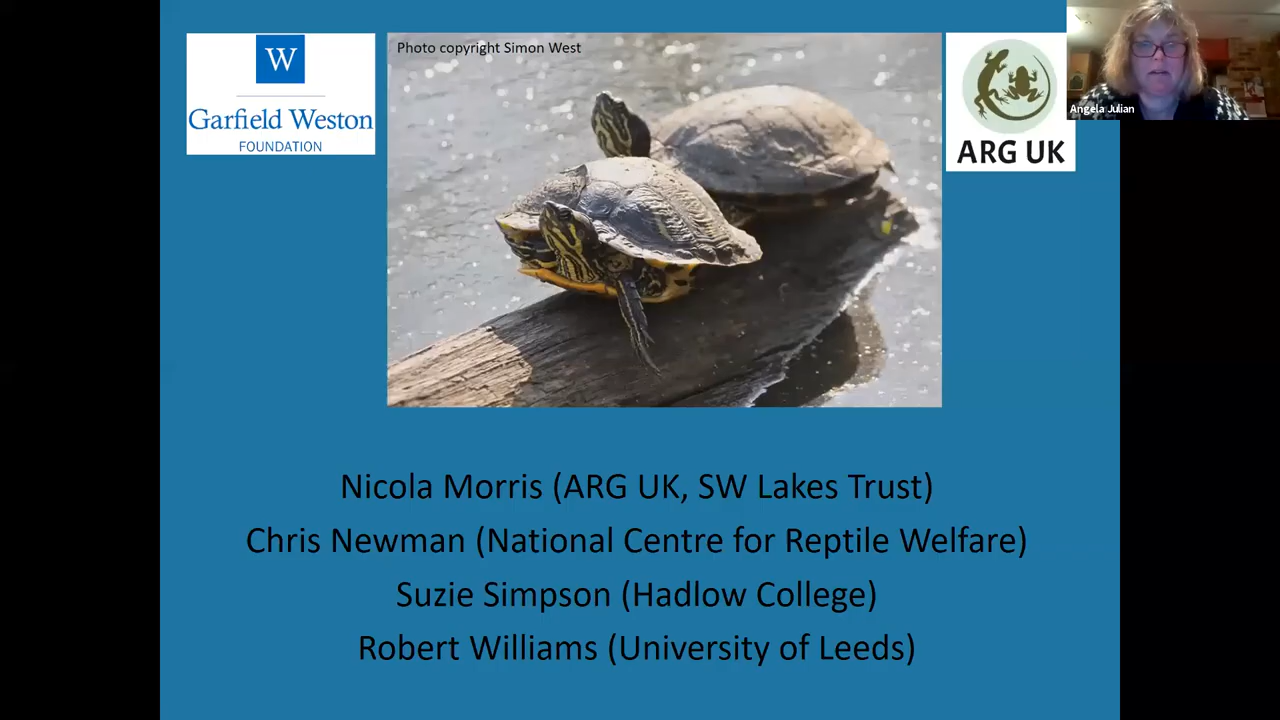 Photo copyright Simon West
W
Garfield Weston
FOUNDATION
ARG UK
Angela Julian
Nicola Morris (ARG UK, SW Lakes Trust)
Chris Newman (National Centre for Reptile Welfare)
Suzie Simpson (Hadlow College)
Robert Williams (University of Leeds)